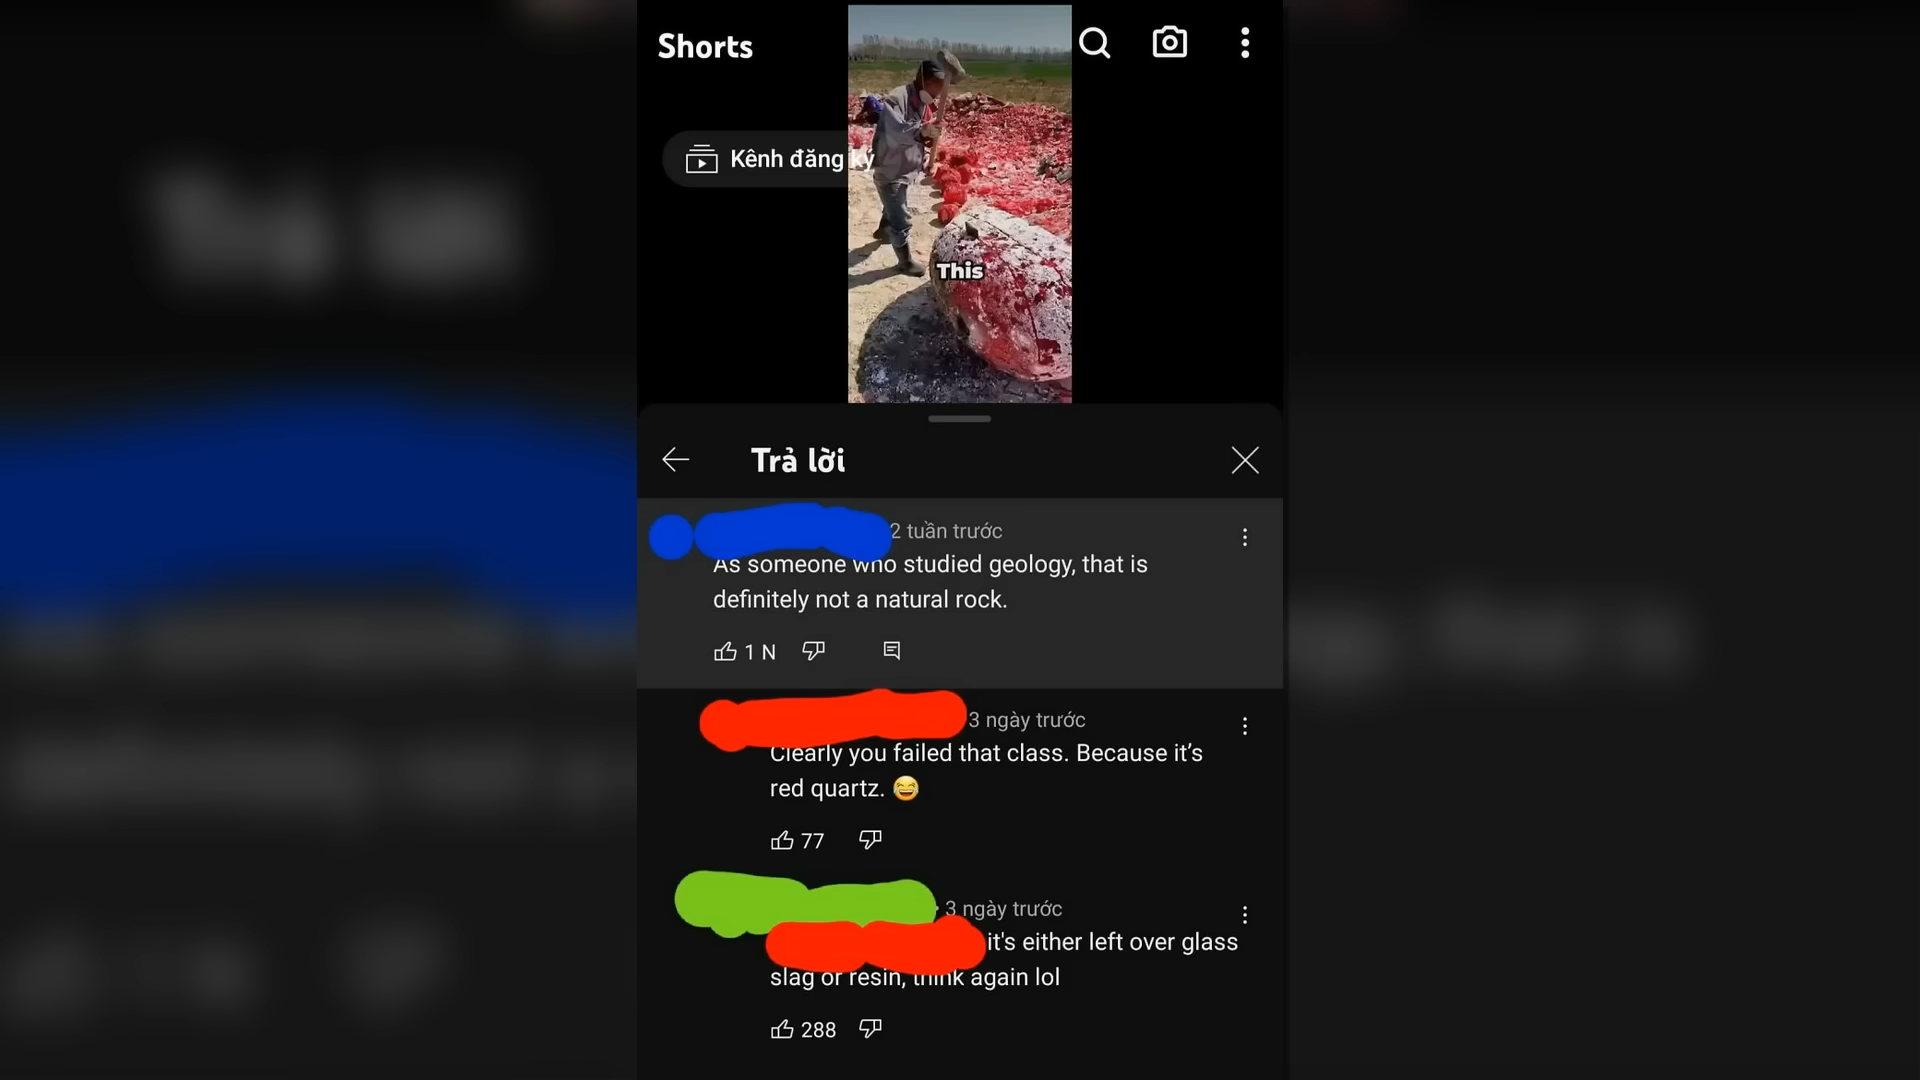 Shorts
Kênh đăng ký
This
Trả lời
2 tuần trước
As someone who studied geology, that is
definitely not a natural rock.
1 N
3 ngày trước
Clearly you failed that class. Because it’s
red quartz. 😂
77
3 ngày trước
it's either left over glass
slag or resin, think again lol
288